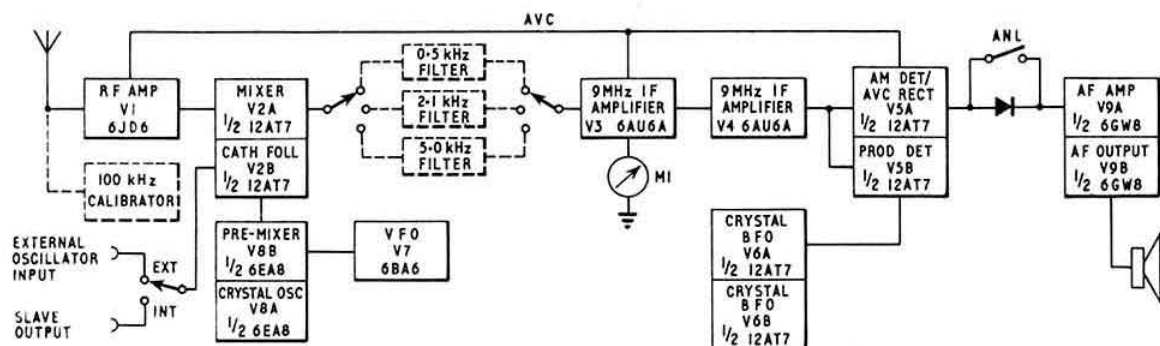 AVC
ANL
RF AMP
V1
6JD6
MIXER
V2A
1/2 12AT7
CATH FOLL
V2B
1/2 12AT7
0·5 kHz
FILTER
2·1 kHz
FILTER
5·0 kHz
FILTER
9MHz IF
AMPLIFIER
V3 6AU6A
9MHz IF
AMPLIFIER
V4 6AU6A
AM DET/
AVC RECT
V5A
1/2 12AT7
PROD DET
V5B
1/2 12AT7
AF AMP
V9A
1/2 6GW8
AF OUTPUT
V9B
1/2 6GW8
100 kHz
CALIBRATOR
M1
EXTERNAL
OSCILLATOR
INPUT
EXT
INT
SLAVE
OUTPUT
PRE-MIXER
V8B
1/2 6EA8
CRYSTAL OSC
V8A
1/2 6EA8
VFO
V7
6BA6
CRYSTAL
BFO
V6A
1/2 12AT7
CRYSTAL
BFO
V6B
1/2 12AT7